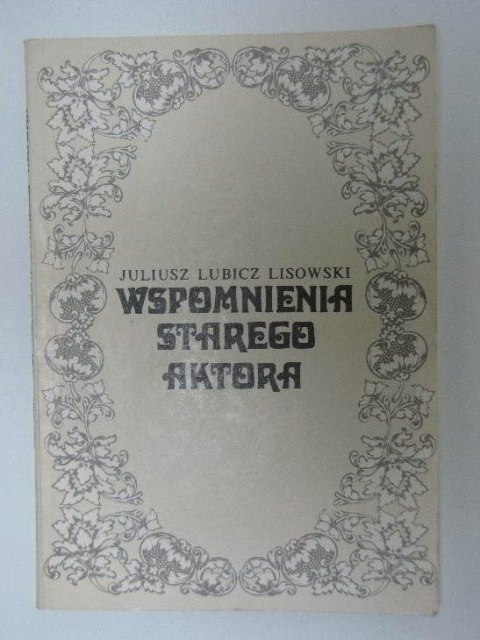 JULIUSZ LUBICZ LISOWSKI
WSPOMNIENIA
STAREGO
AKTORA